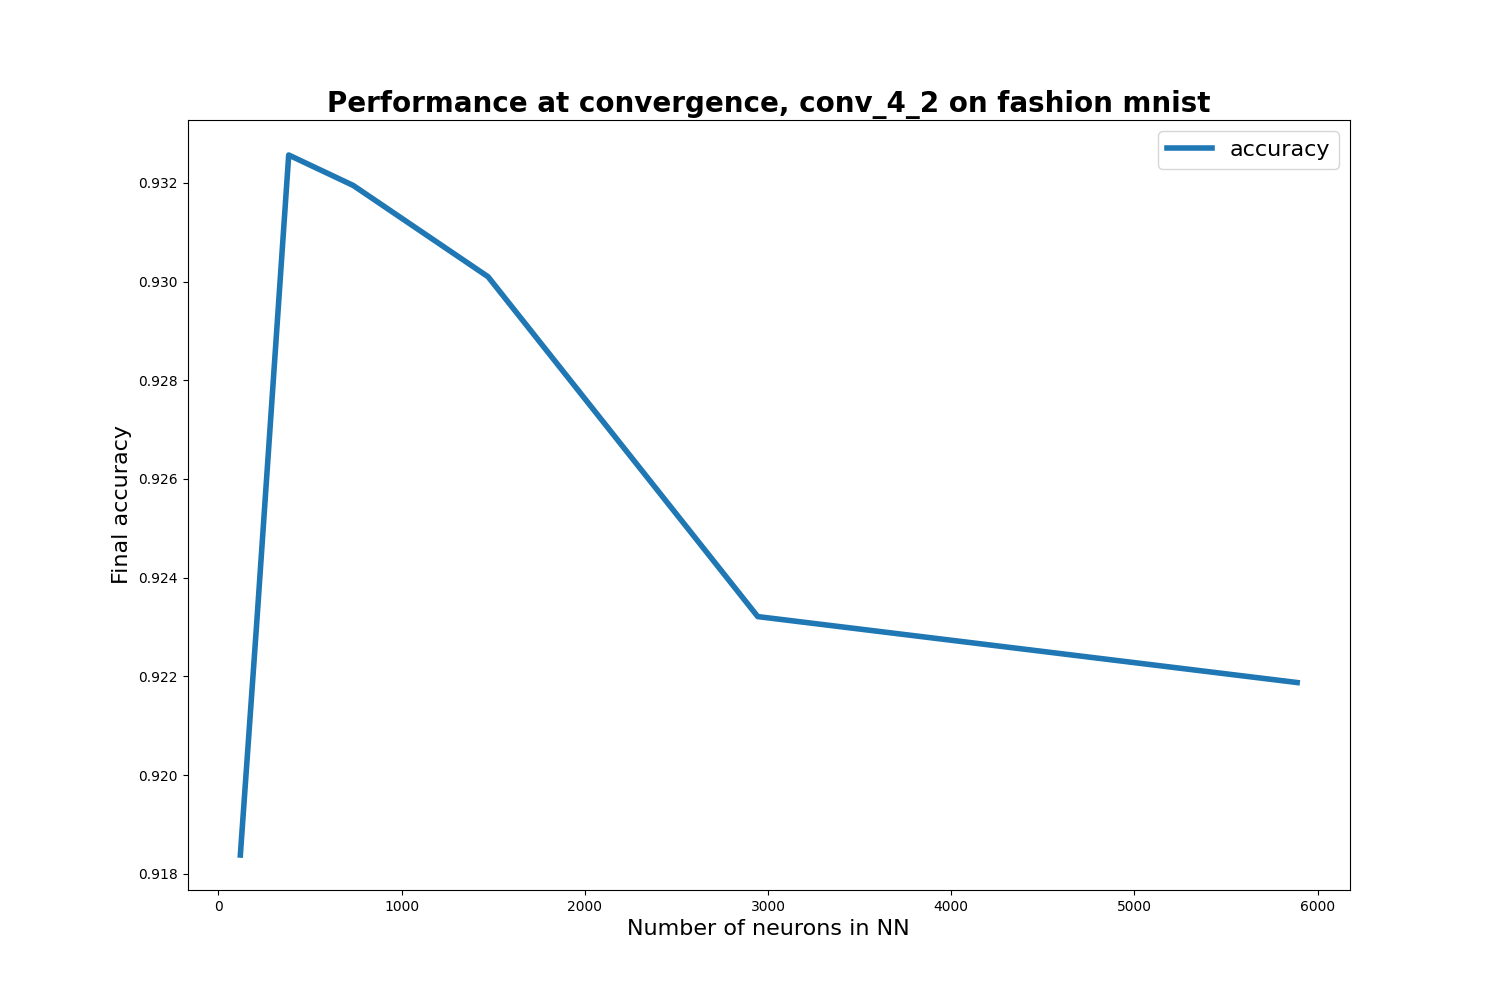 Performance at convergence, conv_4_2 on fashion mnist
accuracy
0.932
0.930
0.928
0.926
0.924
0.922
0.920
0.918
Final accuracy
0 1000 2000 3000 4000 5000 6000
Number of neurons in NN